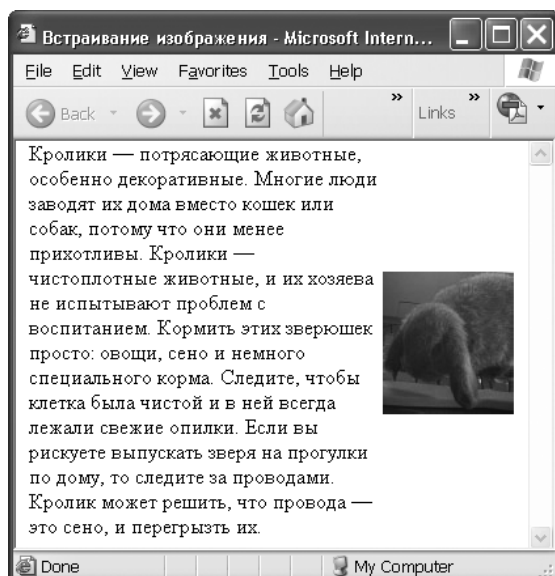 Встраивание изображения - Microsoft Intern...
File Edit View Favorites Tools Help
Back » Links »
Кролики — потрясающие животные,
особенно декоративные. Многие люди
заводят их дома вместо кошек или
собак, потому что они менее
прихотливы. Кролики —
чистоплотные животные, и их хозяева
не испытывают проблем с
воспитанием. Кормить этих зверюшек
просто: овощи, сено и немного
специального корма. Следите, чтобы
клетка была чистой и в ней всегда
лежали свежие опилки. Если вы
рискуете выпускать зверя на прогулки
по дому, то следите за проводами.
Кролик может решить, что провода —
это сено, и перегрызть их.
Done My Computer